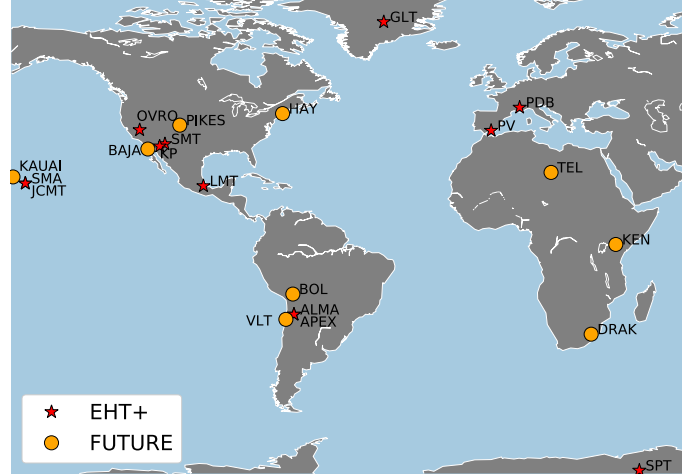 GLT
OVRO
PIKES
HAY
PDB
SMT
PV
BAJA
KP
KAUAI
SMA
JCMT
LMT
TEL
KEN
BOL
ALMA
VLT
APEX
DRAK
EHT+
FUTURE
SPT